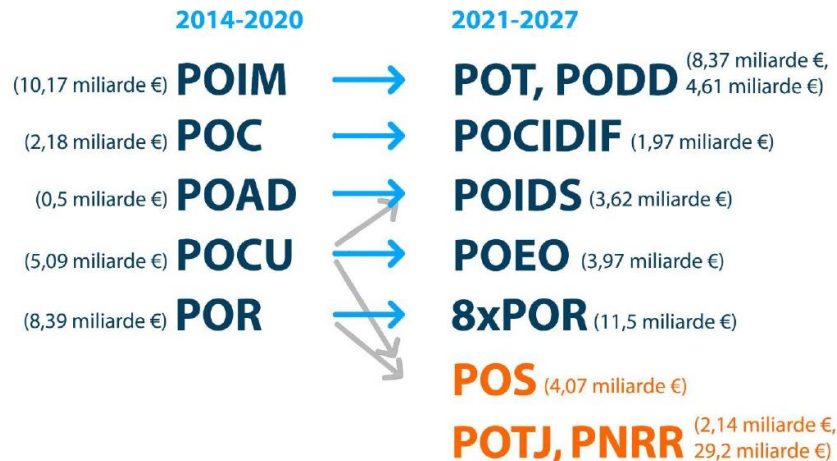 2014-2020 2021-2027
(10,17 miliarde €) POIM POT, PODD (8,37 miliarde €,
4,61 miliarde €)
(2,18 miliarde €) POC POCIDIF (1,97 miliarde €)
(0,5 miliarde €) POAD POIDS (3,62 miliarde €)
(5,09 miliarde €) POCU POEO (3,97 miliarde €)
(8,39 miliarde €) POR 8xPOR (11,5 miliarde €)
POS (4,07 miliarde €)
POTJ, PNRR (2,14 miliarde €,
29,2 miliarde €)